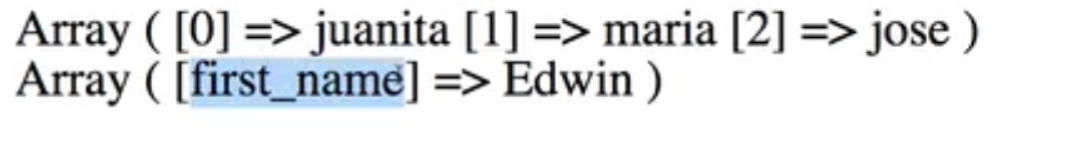 Array ( [0] => juanita [1] => maria [2] => jose )
Array ( [first_name] => Edwin )